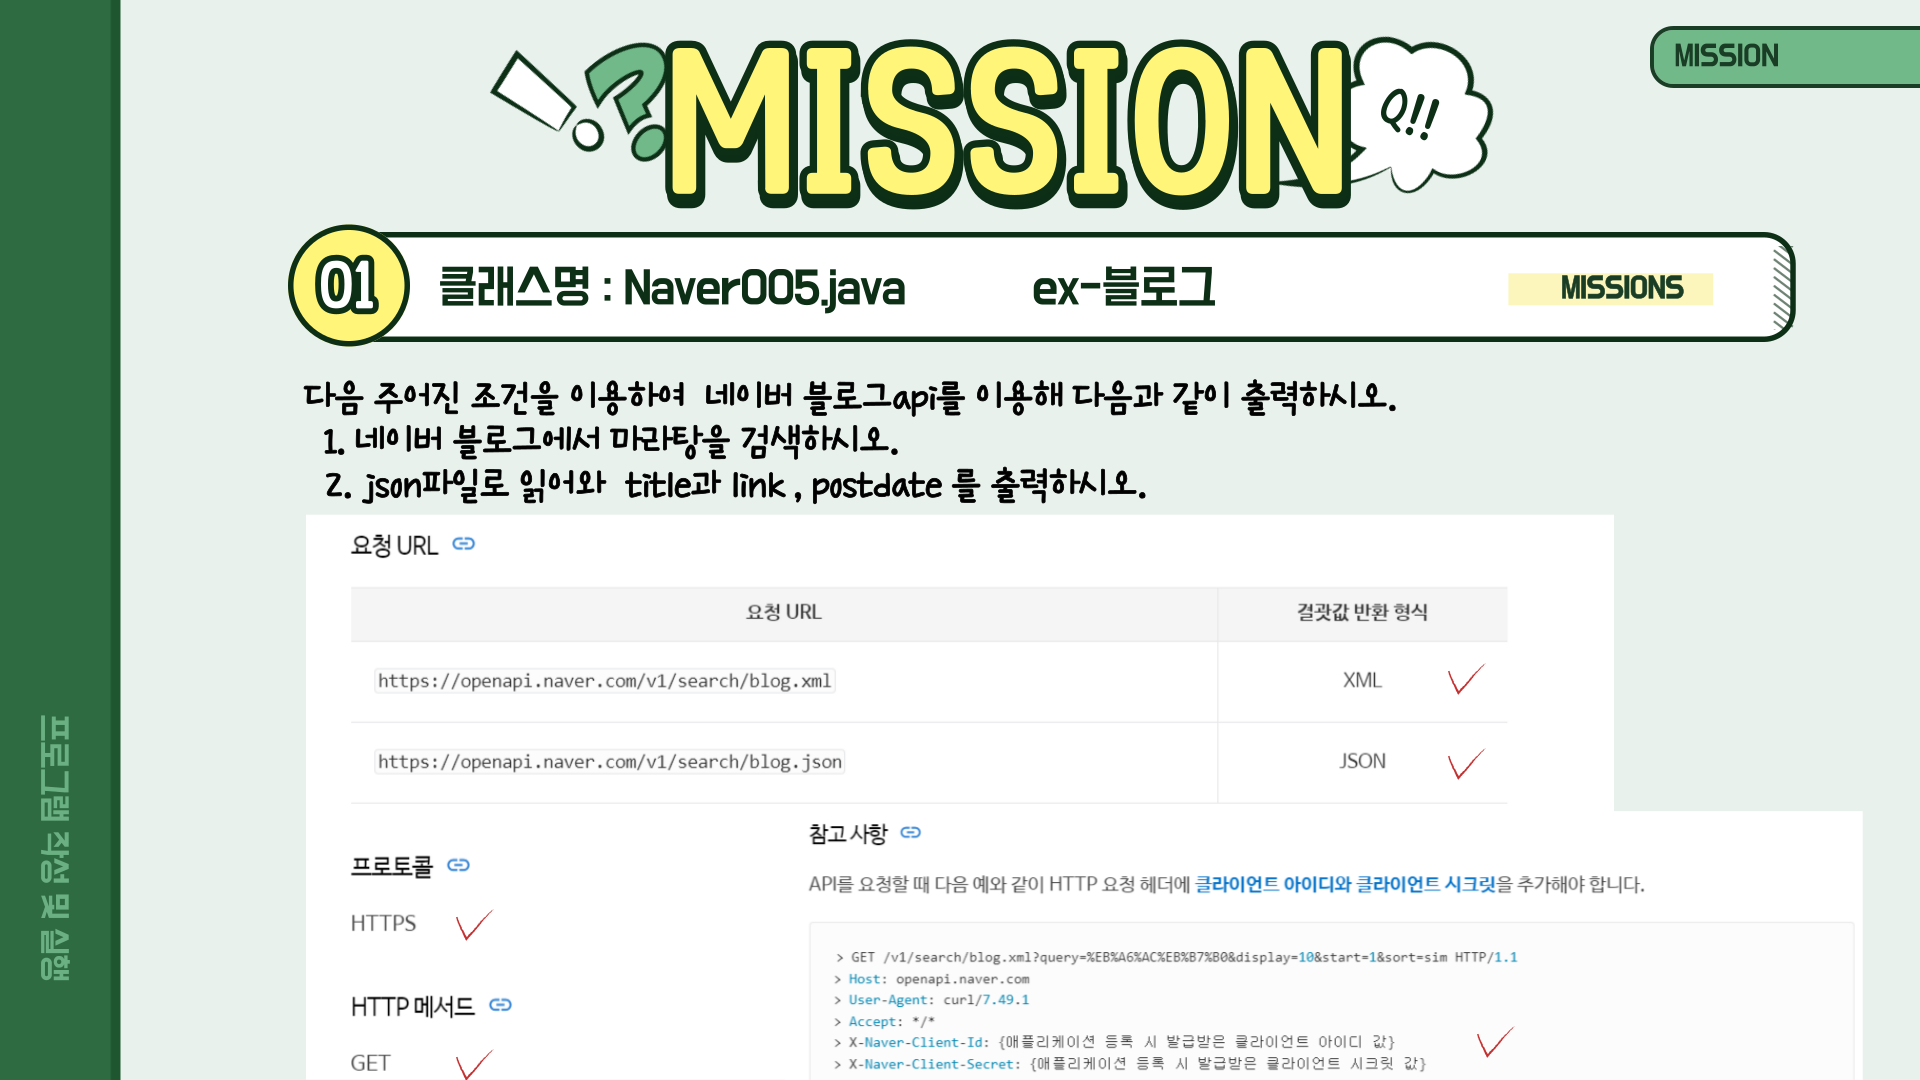 MISSION
!?
MISSION
Q!!
01
클래스명 : Naver005.java ex-블로그
MISSIONS
다음 주어진 조건을 이용하여 네이버 블로그api를 이용해 다음과 같이 출력하시오.
1. 네이버 블로그에서 마라탕을 검색하시오.
2. json파일로 읽어와 title과 link , postdate 를 출력하시오.
요청 URL
요청 URL 결괏값 반환 형식
https://openapi.naver.com/v1/search/blog.xml XML
https://openapi.naver.com/v1/search/blog.json JSON
프로토콜
HTTPS
HTTP 메서드
GET
참고 사항
API를 요청할 때 다음 예와 같이 HTTP 요청 헤더에 클라이언트 아이디와 클라이언트 시크릿을 추가해야 합니다.
> GET /v1/search/blog.xml?query=%EB%A6%AC%EB%B7%B0&display=10&start=1&sort=sim HTTP/1.1
> Host: openapi.naver.com
> User-Agent: curl/7.49.1
> Accept: */*
> X-Naver-Client-Id: {애플리케이션 등록 시 발급받은 클라이언트 아이디 값}
> X-Naver-Client-Secret: {애플리케이션 등록 시 발급받은 클라이언트 시크릿 값}
프로그램 작성 및 실행